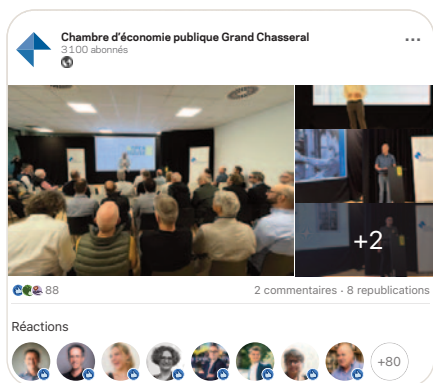 Chambre d'économie publique Grand Chasseral
3100 abonnés
+2
88
2 commentaires · 8 republications
Réactions
+80